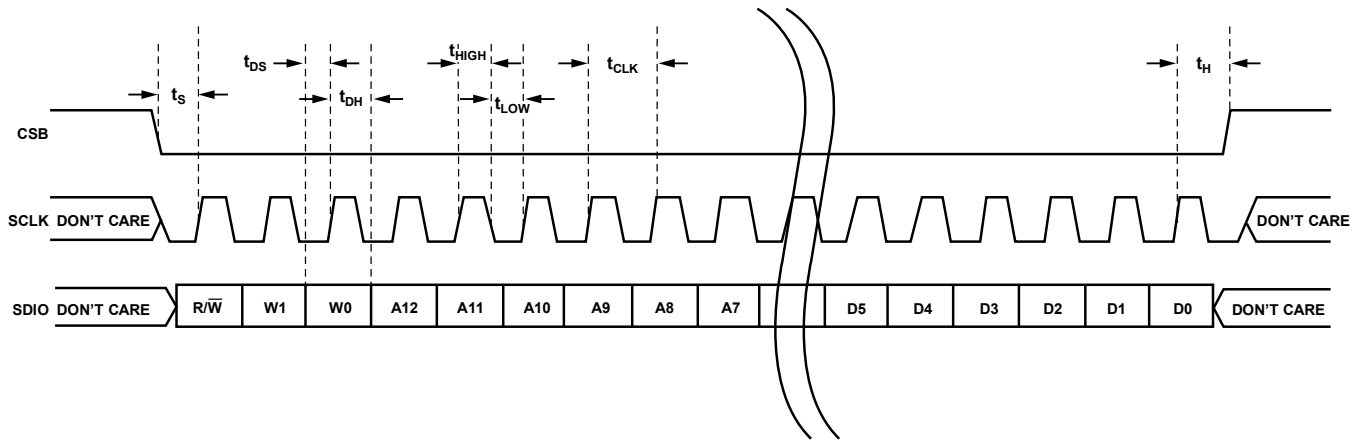 tDS
tHIGH
tCLK
tH
tS
tDH
tLOW
CSB
SCLK DON'T CARE
DON'T CARE
SDIO DON'T CARE
R/W̅
W1
W0
A12
A11
A10
A9
A8
A7
D5
D4
D3
D2
D1
D0
DON'T CARE